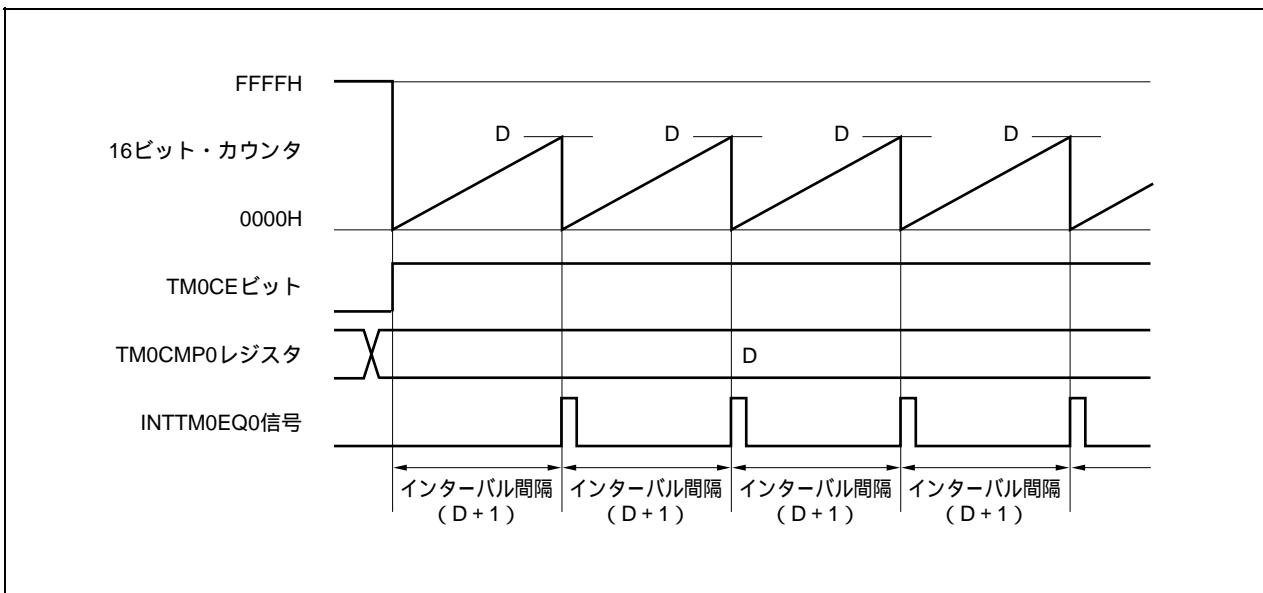 FFFFH
D
D
D
D
16ビット・カウンタ
0000H
TM0CEビット
TM0CMP0レジスタ
D
INTTM0EQ0信号
インターバル間隔
(D+1)
インターバル間隔
(D+1)
インターバル間隔
(D+1)
インターバル間隔
(D+1)